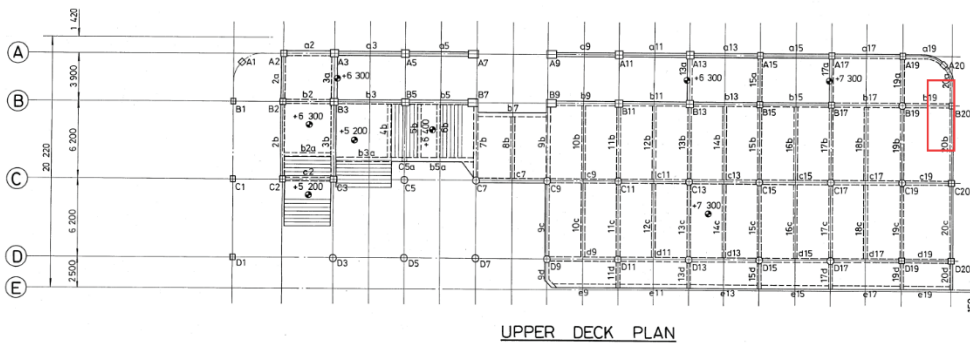 1 420
A a2 a3 a5 a9 a11 a13 a15 a17 a19
A1 A2 A3 A5 A7 A9 A11 A13 A15 A17 A19 A20
3 900 2a 3a +6 300 13a +6 300 15a 17a +7 300 19a 20a
B b2 b3 b5 b7 b9 b11 b13 b15 b17 b19
B1 B2 B3 B5 B7 B9 B11 B13 B15 B17 B19 B20
+6 300 +5 200 +6 400
20 220 6 200 2b 3b 4b 5b 6b 7b 8b 9b 10b 11b 12b 13b 14b 15b 16b 17b 18b 19b 20b
b2a b3a b5a
C5a
C c2 c7 c9 c11 c13 c15 c17 c19
C1 C2 C3 C5 C7 C9 C11 C13 C15 C17 C19 C20
+5 200 +7 300
6 200 9c 10c 11c 12c 13c 14c 15c 16c 17c 18c 19c 20c
D d9 d11 d13 d15 d17 d19
D1 D3 D5 D7 D9 D11 D13 D15 D17 D19 D20
2 500 9d 11d 13d 15d 17d 19d 20d
E e9 e11 e13 e15 e17 e19
UPPER DECK PLAN